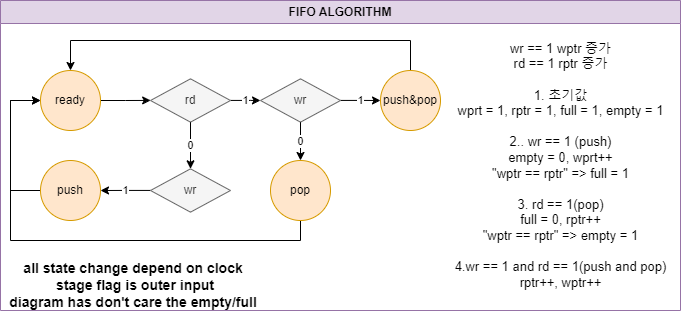 FIFO ALGORITHM
ready
rd
1
wr
1
push&pop
0
0
push
1
wr
pop
all state change depend on clock
stage flag is outer input
diagram has don't care the empty/full
wr == 1 wptr 증가
rd == 1 rptr 증가
1. 초기값
wprt = 1, rptr = 1, full = 1, empty = 1
2.. wr == 1 (push)
empty = 0, wprt++
"wptr == rptr" => full = 1
3. rd == 1(pop)
full = 0, rptr++
"wptr == rptr" => empty = 1
4.wr == 1 and rd == 1(push and pop)
rptr++, wptr++